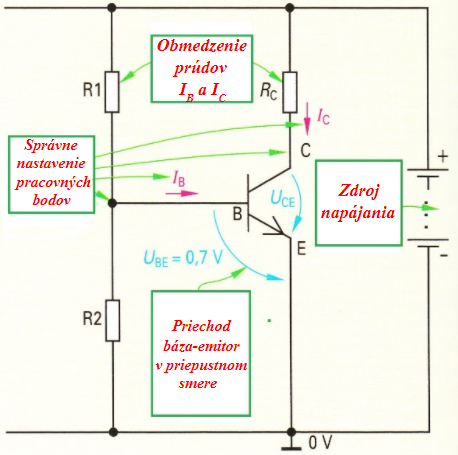 Obmedzenie
prúdov
I_B a I_C
R1
R_C
I_C
Správne
nastavenie
pracovných
bodov
C
+
I_B
Zdroj
napájania
B
U_CE
E
U_BE = 0,7 V
-
R2
Priechod
báza-emitor
v priepustnom
smere
0 V